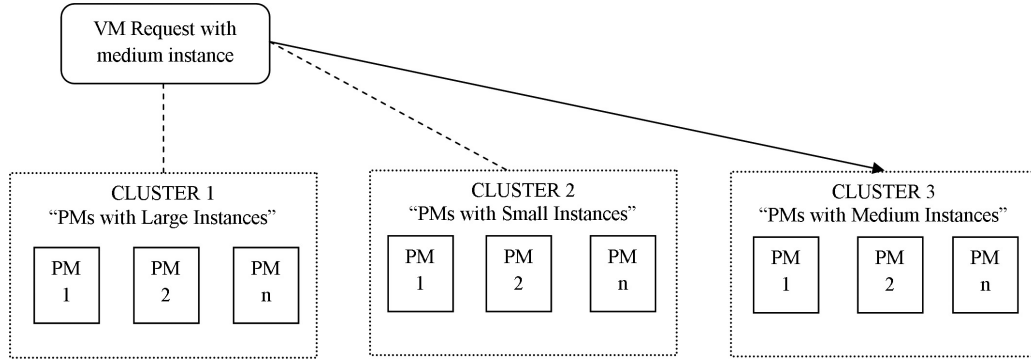 VM Request with
medium instance
CLUSTER 1
“PMs with Large Instances”
PM
1
PM
2
PM
n
CLUSTER 2
“PMs with Small Instances”
PM
1
PM
2
PM
n
CLUSTER 3
“PMs with Medium Instances”
PM
1
PM
2
PM
n